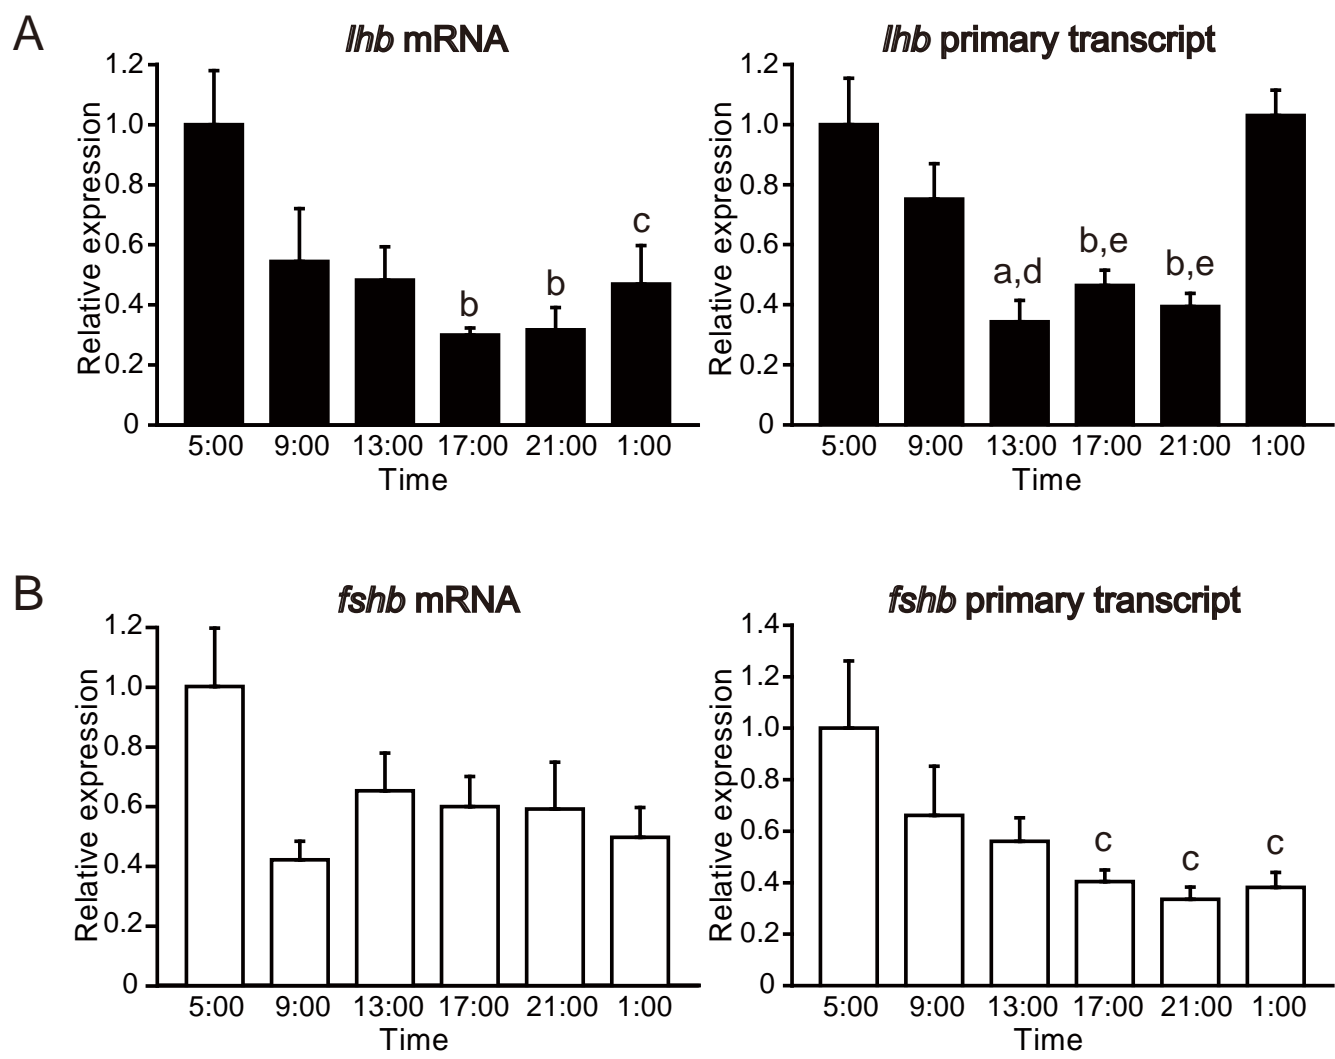 A
lhb mRNA
Relative expression
1.2
1.0
0.8
0.6
0.4
0.2
0
b
b
c
5:00 9:00 13:00 17:00 21:00 1:00
Time
lhb primary transcript
Relative expression
1.2
1.0
0.8
0.6
0.4
0.2
0
a,d
b,e
b,e
5:00 9:00 13:00 17:00 21:00 1:00
Time
B
fshb mRNA
Relative expression
1.2
1.0
0.8
0.6
0.4
0.2
0
5:00 9:00 13:00 17:00 21:00 1:00
Time
fshb primary transcript
Relative expression
1.4
1.2
1.0
0.8
0.6
0.4
0.2
0
c
c
c
5:00 9:00 13:00 17:00 21:00 1:00
Time